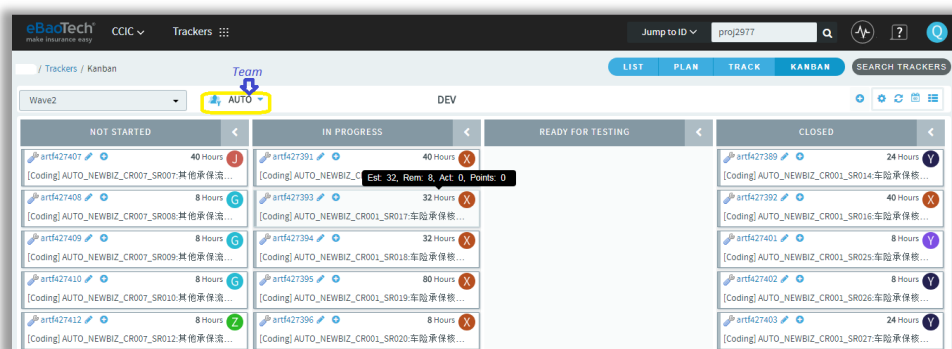 eBaoTech
make insurance easy
CCIC
Trackers
Jump to ID
proj2977
?
Q
/ Trackers / Kanban
Team
LIST
PLAN
TRACK
KANBAN
SEARCH TRACKERS
Wave2
AUTO
DEV
NOT STARTED
IN PROGRESS
READY FOR TESTING
CLOSED
artf427407 40 Hours J
[Coding] AUTO_NEWBIZ_CR007_SR007:其他承保流...
artf427391 40 Hours X
[Coding] AUTO_NEWBIZ_C
artf427389 24 Hours Y
[Coding] AUTO_NEWBIZ_CR001_SR014:车险承保核...
Est: 32, Rem: 8, Act: 0, Points: 0
artf427408 8 Hours G
[Coding] AUTO_NEWBIZ_CR007_SR008:其他承保流...
artf427393 32 Hours X
[Coding] AUTO_NEWBIZ_CR001_SR017:车险承保核...
artf427392 40 Hours X
[Coding] AUTO_NEWBIZ_CR001_SR016:车险承保核...
artf427409 8 Hours G
[Coding] AUTO_NEWBIZ_CR007_SR009:其他承保流...
artf427394 32 Hours X
[Coding] AUTO_NEWBIZ_CR001_SR018:车险承保核...
artf427401 8 Hours Y
[Coding] AUTO_NEWBIZ_CR001_SR025:车险承保核...
artf427410 8 Hours G
[Coding] AUTO_NEWBIZ_CR007_SR010:其他承保流...
artf427395 80 Hours X
[Coding] AUTO_NEWBIZ_CR001_SR019:车险承保核...
artf427402 8 Hours Y
[Coding] AUTO_NEWBIZ_CR001_SR026:车险承保核...
artf427412 8 Hours Z
[Coding] AUTO_NEWBIZ_CR007_SR012:其他承保流...
artf427396 8 Hours X
[Coding] AUTO_NEWBIZ_CR001_SR020:车险承保核...
artf427403 24 Hours Y
[Coding] AUTO_NEWBIZ_CR001_SR027:车险承保核...